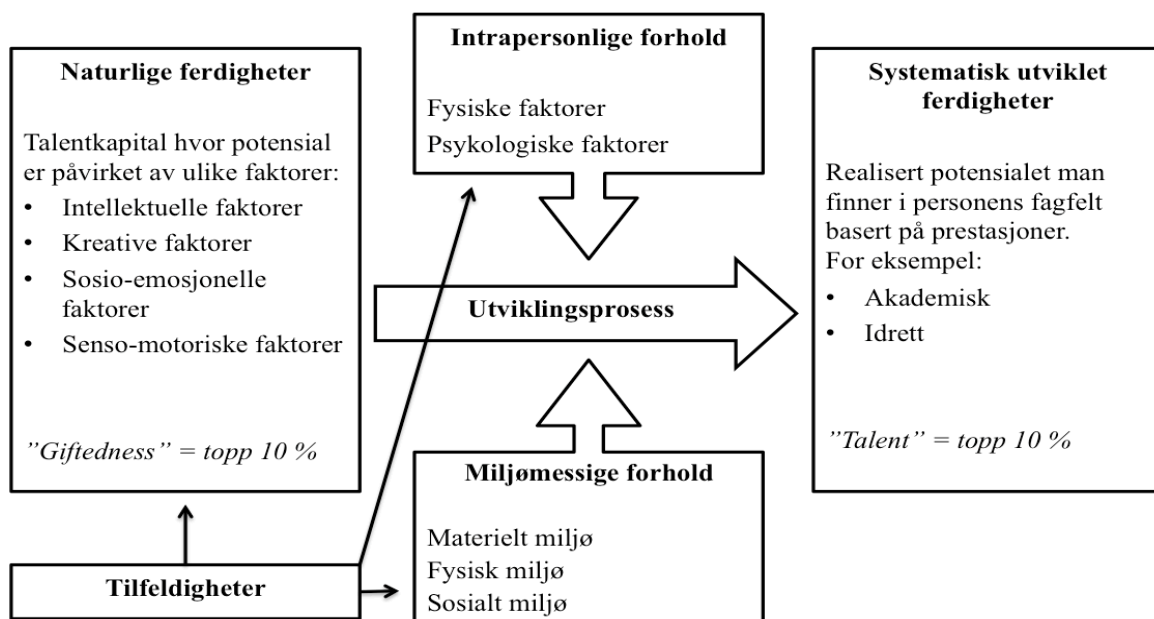 Naturlige ferdigheter
Talentkapital hvor potensial
er påvirket av ulike faktorer:
• Intellektuelle faktorer
• Kreative faktorer
• Sosio-emosjonelle
faktorer
• Senso-motoriske faktorer
”Giftedness” = topp 10 %
Tilfeldigheter
Intrapersonlige forhold
Fysiske faktorer
Psykologiske faktorer
Utviklingsprosess
Miljømessige forhold
Materielt miljø
Fysisk miljø
Sosialt miljø
Systematisk utviklet
ferdigheter
Realisert potensialet man
finner i personens fagfelt
basert på prestasjoner.
For eksempel:
• Akademisk
• Idrett
”Talent” = topp 10 %